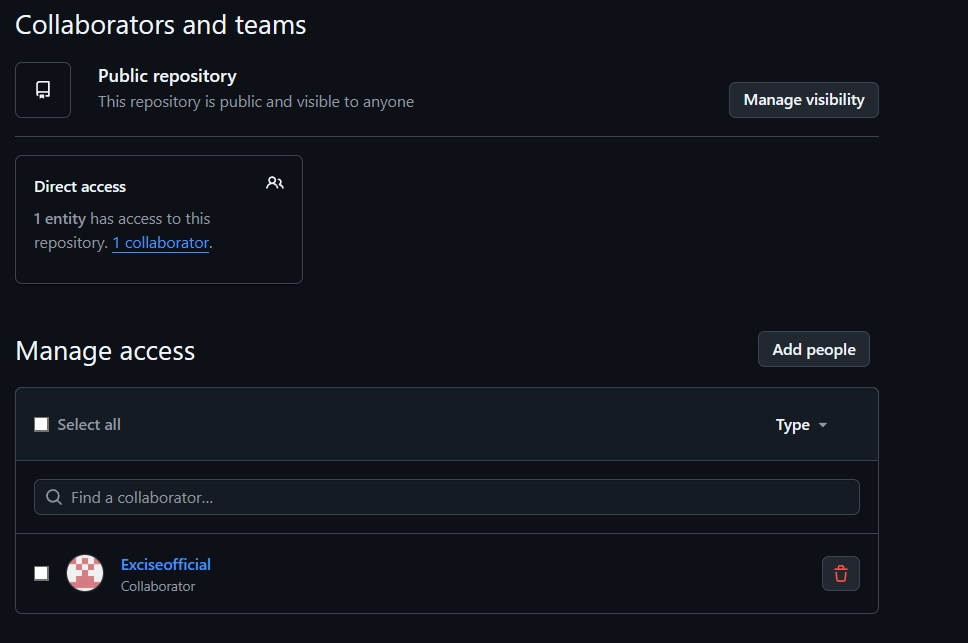 Collaborators and teams
Public repository
This repository is public and visible to anyone
Manage visibility
Direct access
1 entity has access to this
repository. 1 collaborator.
Manage access
Add people
Select all
Type
Find a collaborator...
Exciseofficial
Collaborator